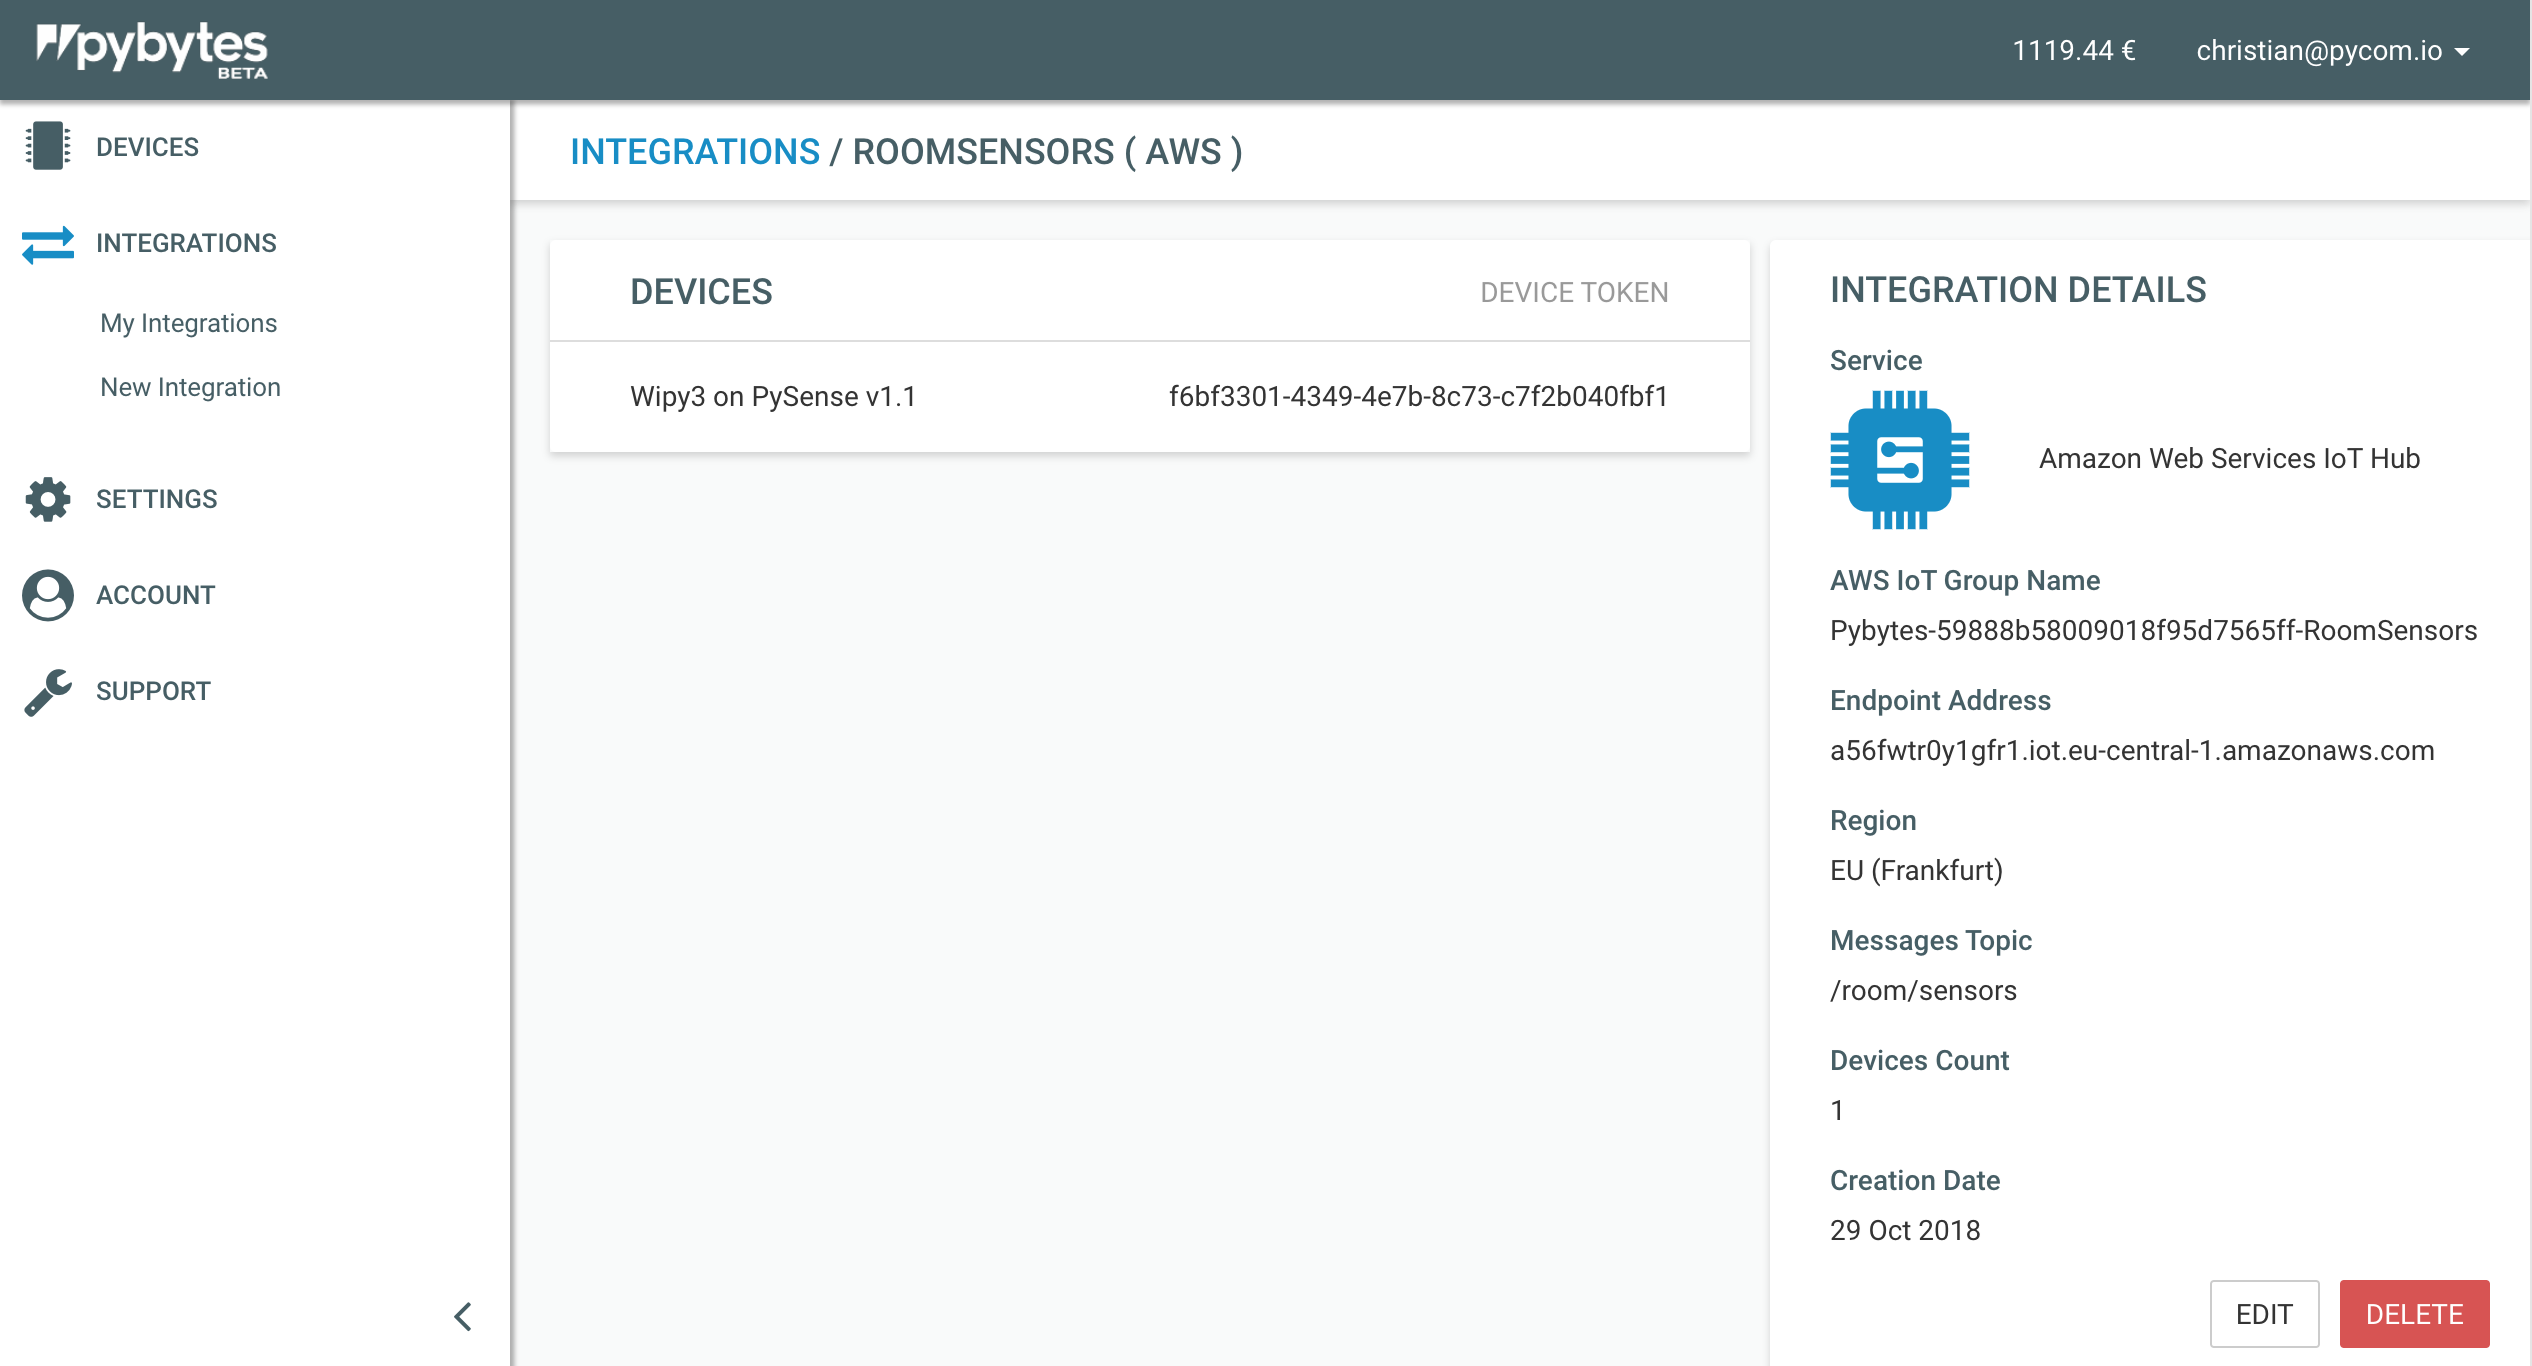 pybytes
BETA
1119.44 €
christian@pycom.io
DEVICES
INTEGRATIONS
My Integrations
New Integration
SETTINGS
ACCOUNT
SUPPORT
INTEGRATIONS / ROOMSENSORS ( AWS )
DEVICES
DEVICE TOKEN
Wipy3 on PySense v1.1
f6bf3301-4349-4e7b-8c73-c7f2b040fbf1
INTEGRATION DETAILS
Service
Amazon Web Services IoT Hub
AWS IoT Group Name
Pybytes-59888b58009018f95d7565ff-RoomSensors
Endpoint Address
a56fwtr0y1gfr1.iot.eu-central-1.amazonaws.com
Region
EU (Frankfurt)
Messages Topic
/room/sensors
Devices Count
1
Creation Date
29 Oct 2018
EDIT
DELETE